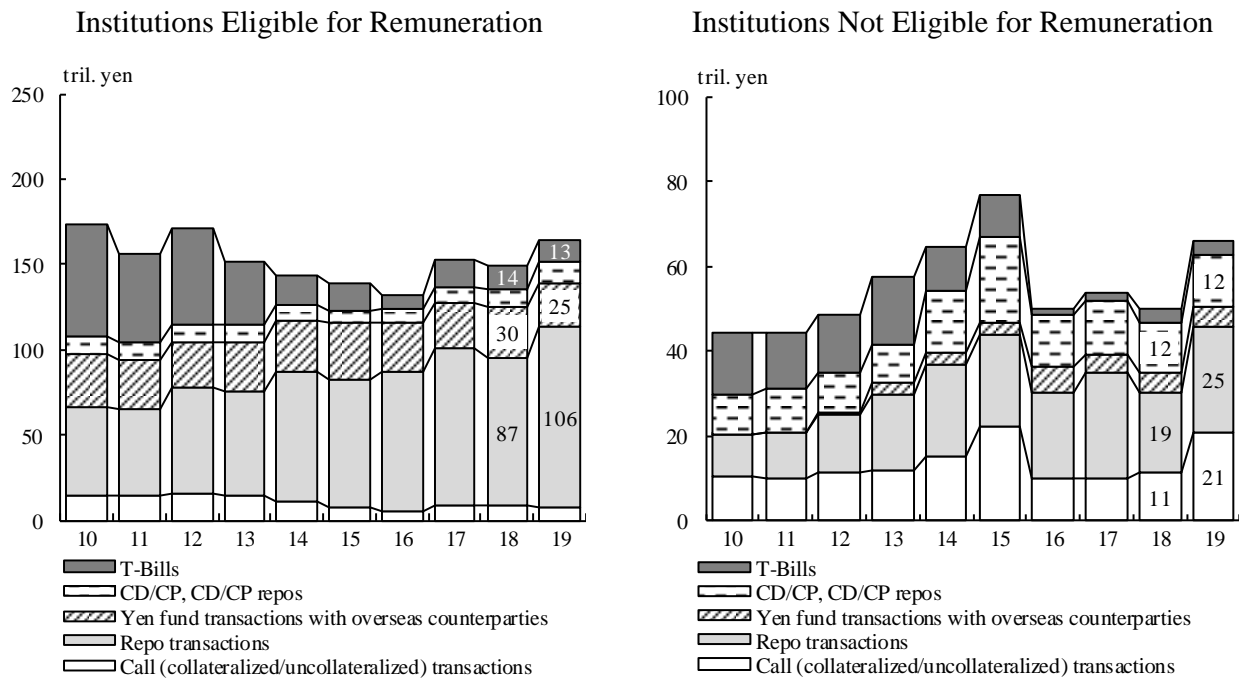 Institutions Eligible for Remuneration
tril. yen
250
200
150
100
50
0
13
14
25
30
87
106
10 11 12 13 14 15 16 17 18 19
T-Bills
CD/CP, CD/CP repos
Yen fund transactions with overseas counterparties
Repo transactions
Call (collateralized/uncollateralized) transactions
Institutions Not Eligible for Remuneration
tril. yen
100
80
60
40
20
0
12
12
25
19
21
11
10 11 12 13 14 15 16 17 18 19
T-Bills
CD/CP, CD/CP repos
Yen fund transactions with overseas counterparties
Repo transactions
Call (collateralized/uncollateralized) transactions